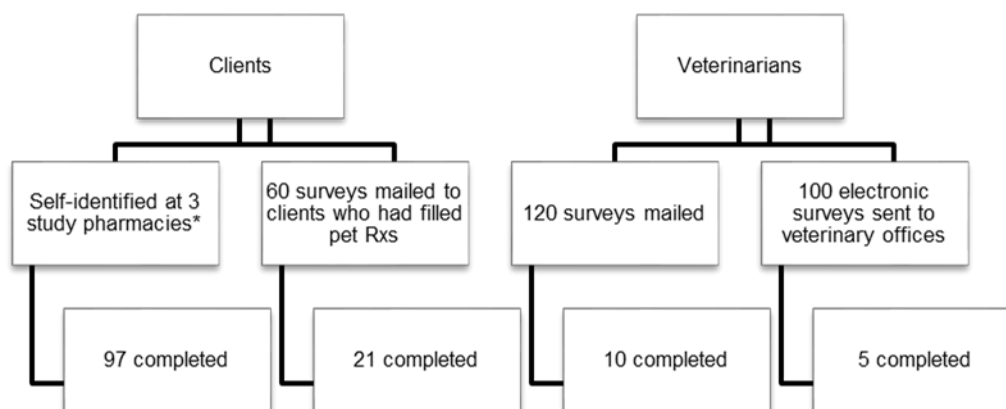 Clients
Veterinarians
Self-identified at 3
study pharmacies*
60 surveys mailed to
clients who had filled
pet Rxs
120 surveys mailed
100 electronic
surveys sent to
veterinary offices
97 completed
21 completed
10 completed
5 completed